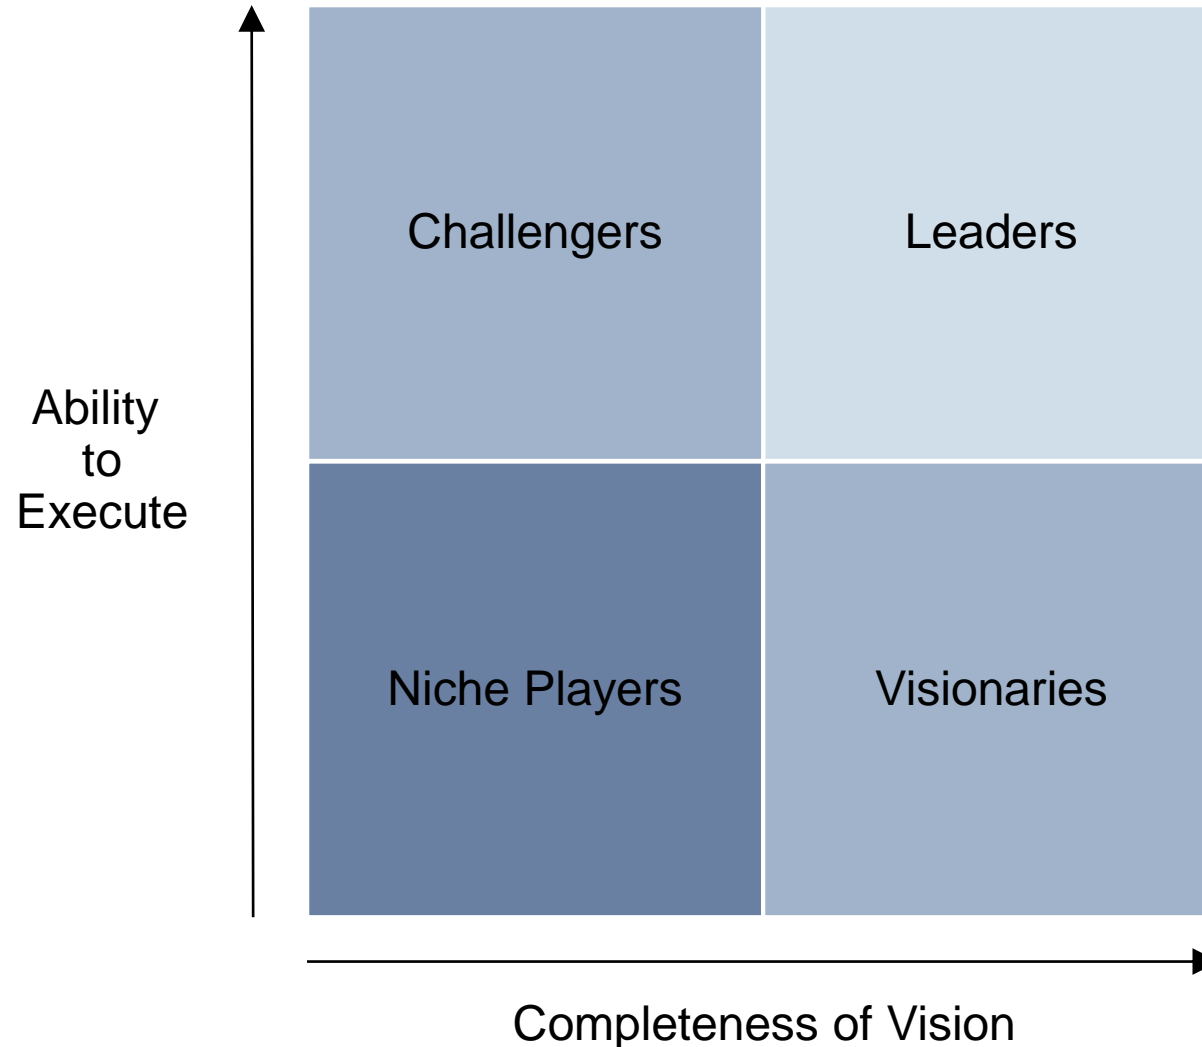 Challengers
Leaders
Ability
to
Execute
Niche Players
Visionaries
Completeness of Vision